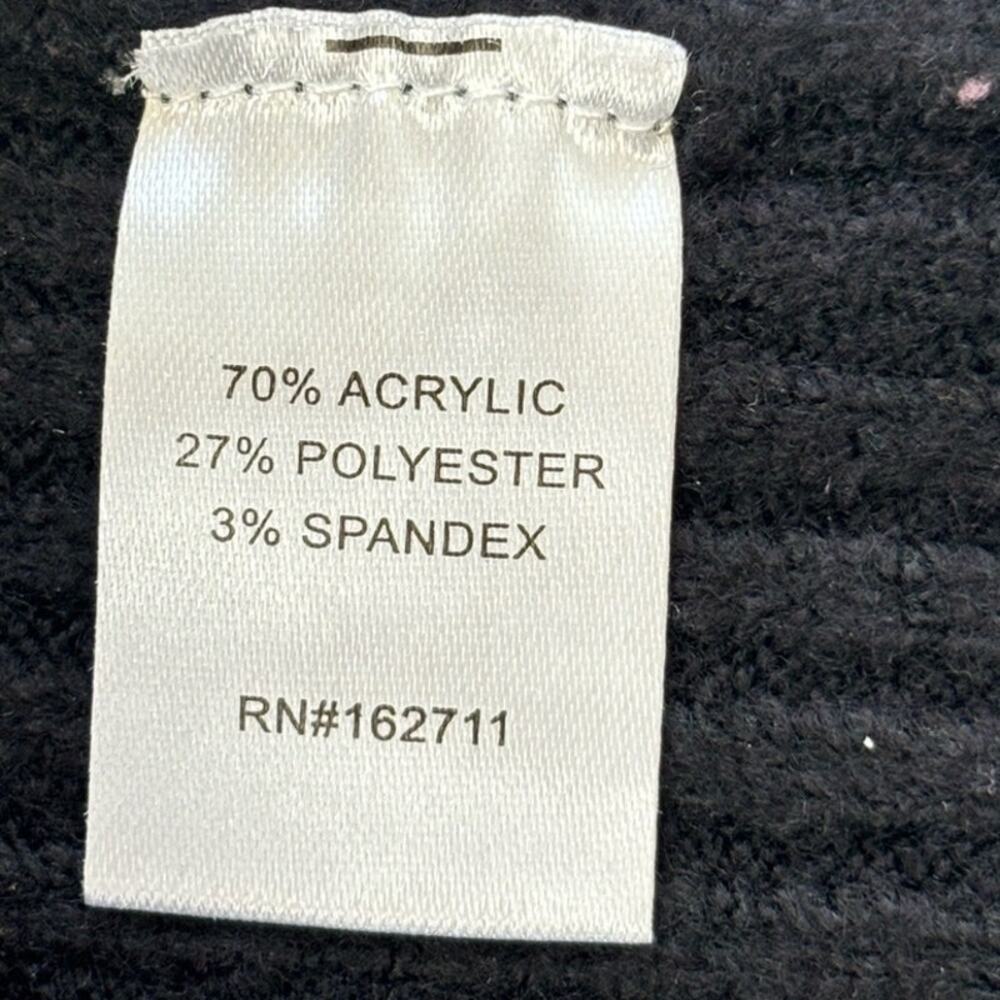 70% ACRYLIC
27% POLYESTER
3% SPANDEX
RN#162711